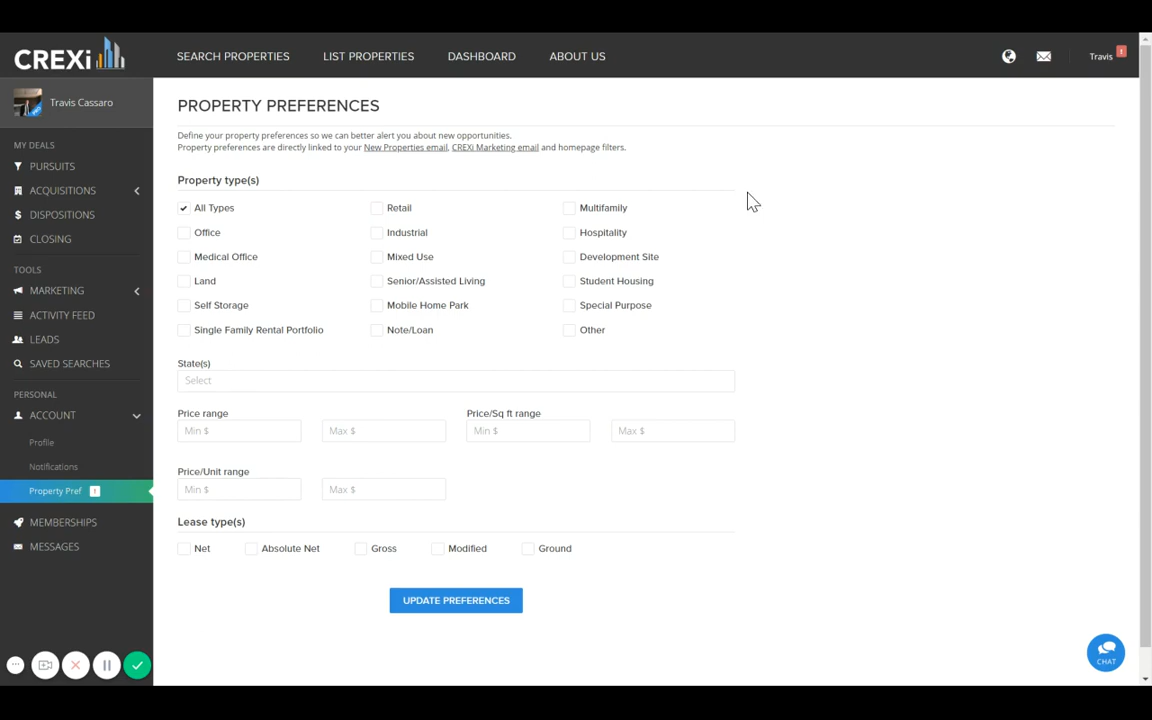 CREXi
SEARCH PROPERTIES
LIST PROPERTIES
DASHBOARD
ABOUT US
Travis
1
Travis Cassaro
MY DEALS
PURSUITS
ACQUISITIONS
DISPOSITIONS
$
CLOSING
TOOLS
MARKETING
ACTIVITY FEED
LEADS
SAVED SEARCHES
PERSONAL
ACCOUNT
Profile
Notifications
Property Pref
1
MEMBERSHIPS
MESSAGES
PROPERTY PREFERENCES
Define your property preferences so we can better alert you about new opportunities.
Property preferences are directly linked to your New Properties email, CREXi Marketing email and homepage filters.
Property type(s)
All Types
Retail
Multifamily
Office
Industrial
Hospitality
Medical Office
Mixed Use
Development Site
Land
Senior/Assisted Living
Student Housing
Self Storage
Mobile Home Park
Special Purpose
Single Family Rental Portfolio
Note/Loan
Other
State(s)
Select
Price range
Price/Sq ft range
Min $
Max $
Min $
Max $
Price/Unit range
Min $
Max $
Lease type(s)
Net
Absolute Net
Gross
Modified
Ground
UPDATE PREFERENCES
CHAT